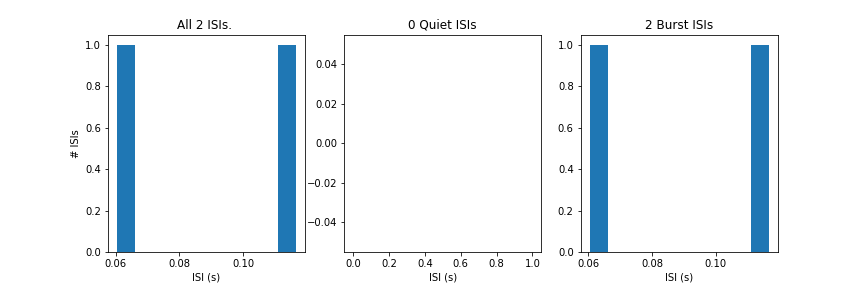 All 2 ISIs.
# ISIs
1.0
0.8
0.6
0.4
0.2
0.0
0.06 0.08 0.10
ISI (s)
0 Quiet ISIs
0.04
0.02
0.00
−0.02
−0.04
0.0 0.2 0.4 0.6 0.8 1.0
ISI (s)
2 Burst ISIs
1.0
0.8
0.6
0.4
0.2
0.0
0.06 0.08 0.10
ISI (s)